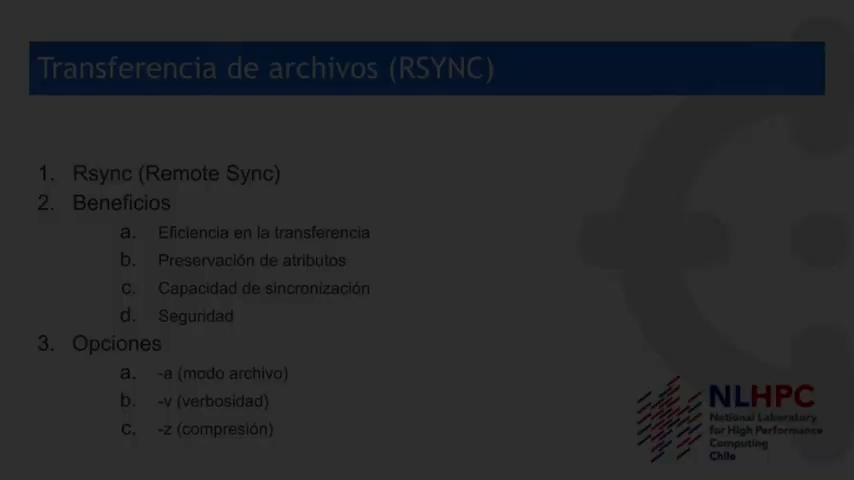 Transferencia de archivos (RSYNC)
1. Rsync (Remote Sync)
2. Beneficios
a. Eficiencia en la transferencia
b. Preservación de atributos
c. Capacidad de sincronización
d. Seguridad
3. Opciones
a. -a (modo archivo)
b. -v (verbosidad)
c. -z (compresión)
NLHPC
National Laboratory
for High Performance
Computing
Chile